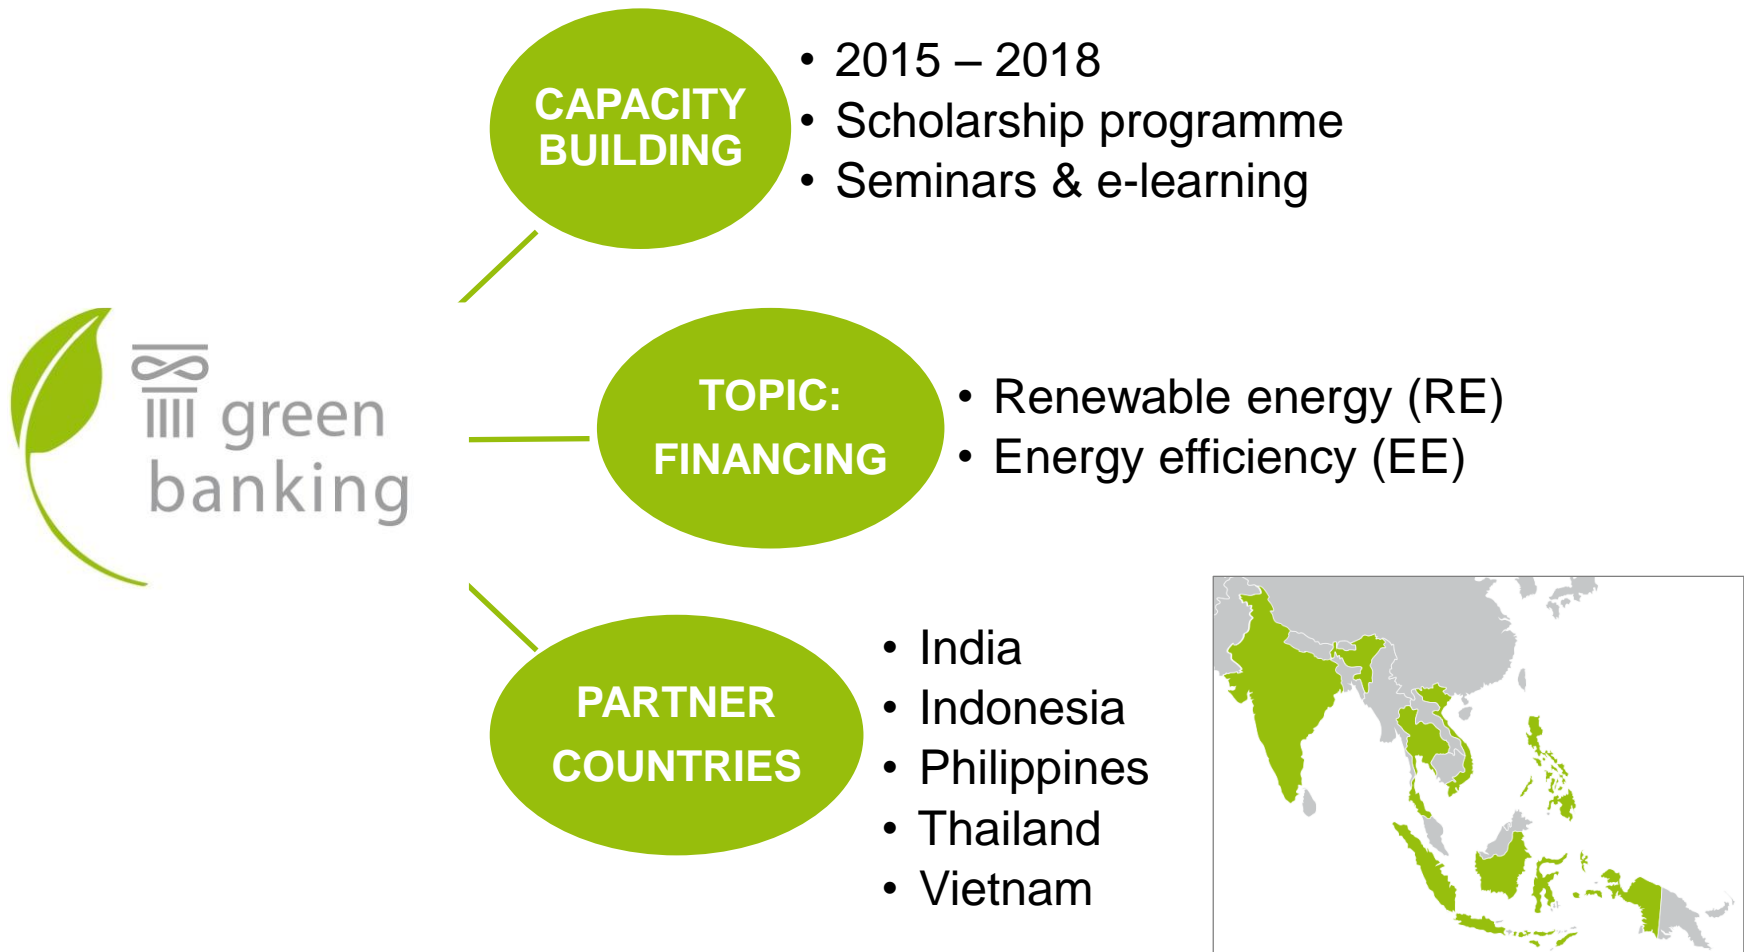 CAPACITY
BUILDING
• 2015 – 2018
• Scholarship programme
• Seminars & e-learning
green
banking
TOPIC:
FINANCING
• Renewable energy (RE)
• Energy efficiency (EE)
PARTNER
COUNTRIES
• India
• Indonesia
• Philippines
• Thailand
• Vietnam